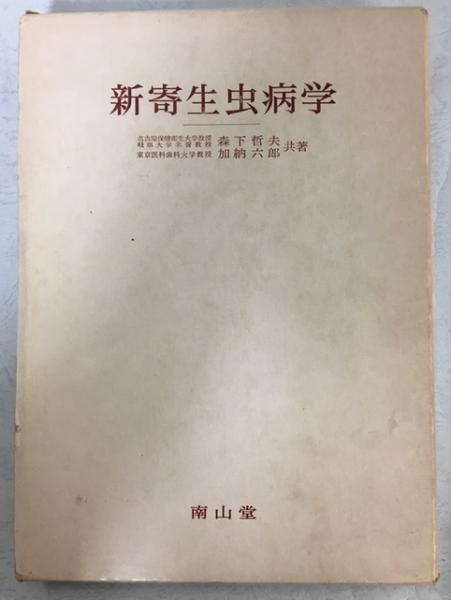 新寄生虫病学
名古屋保健衛生大学教授
岐阜大学名誉教授 森下哲夫
東京医科歯科大学教授 加納六郎 共著
南山堂